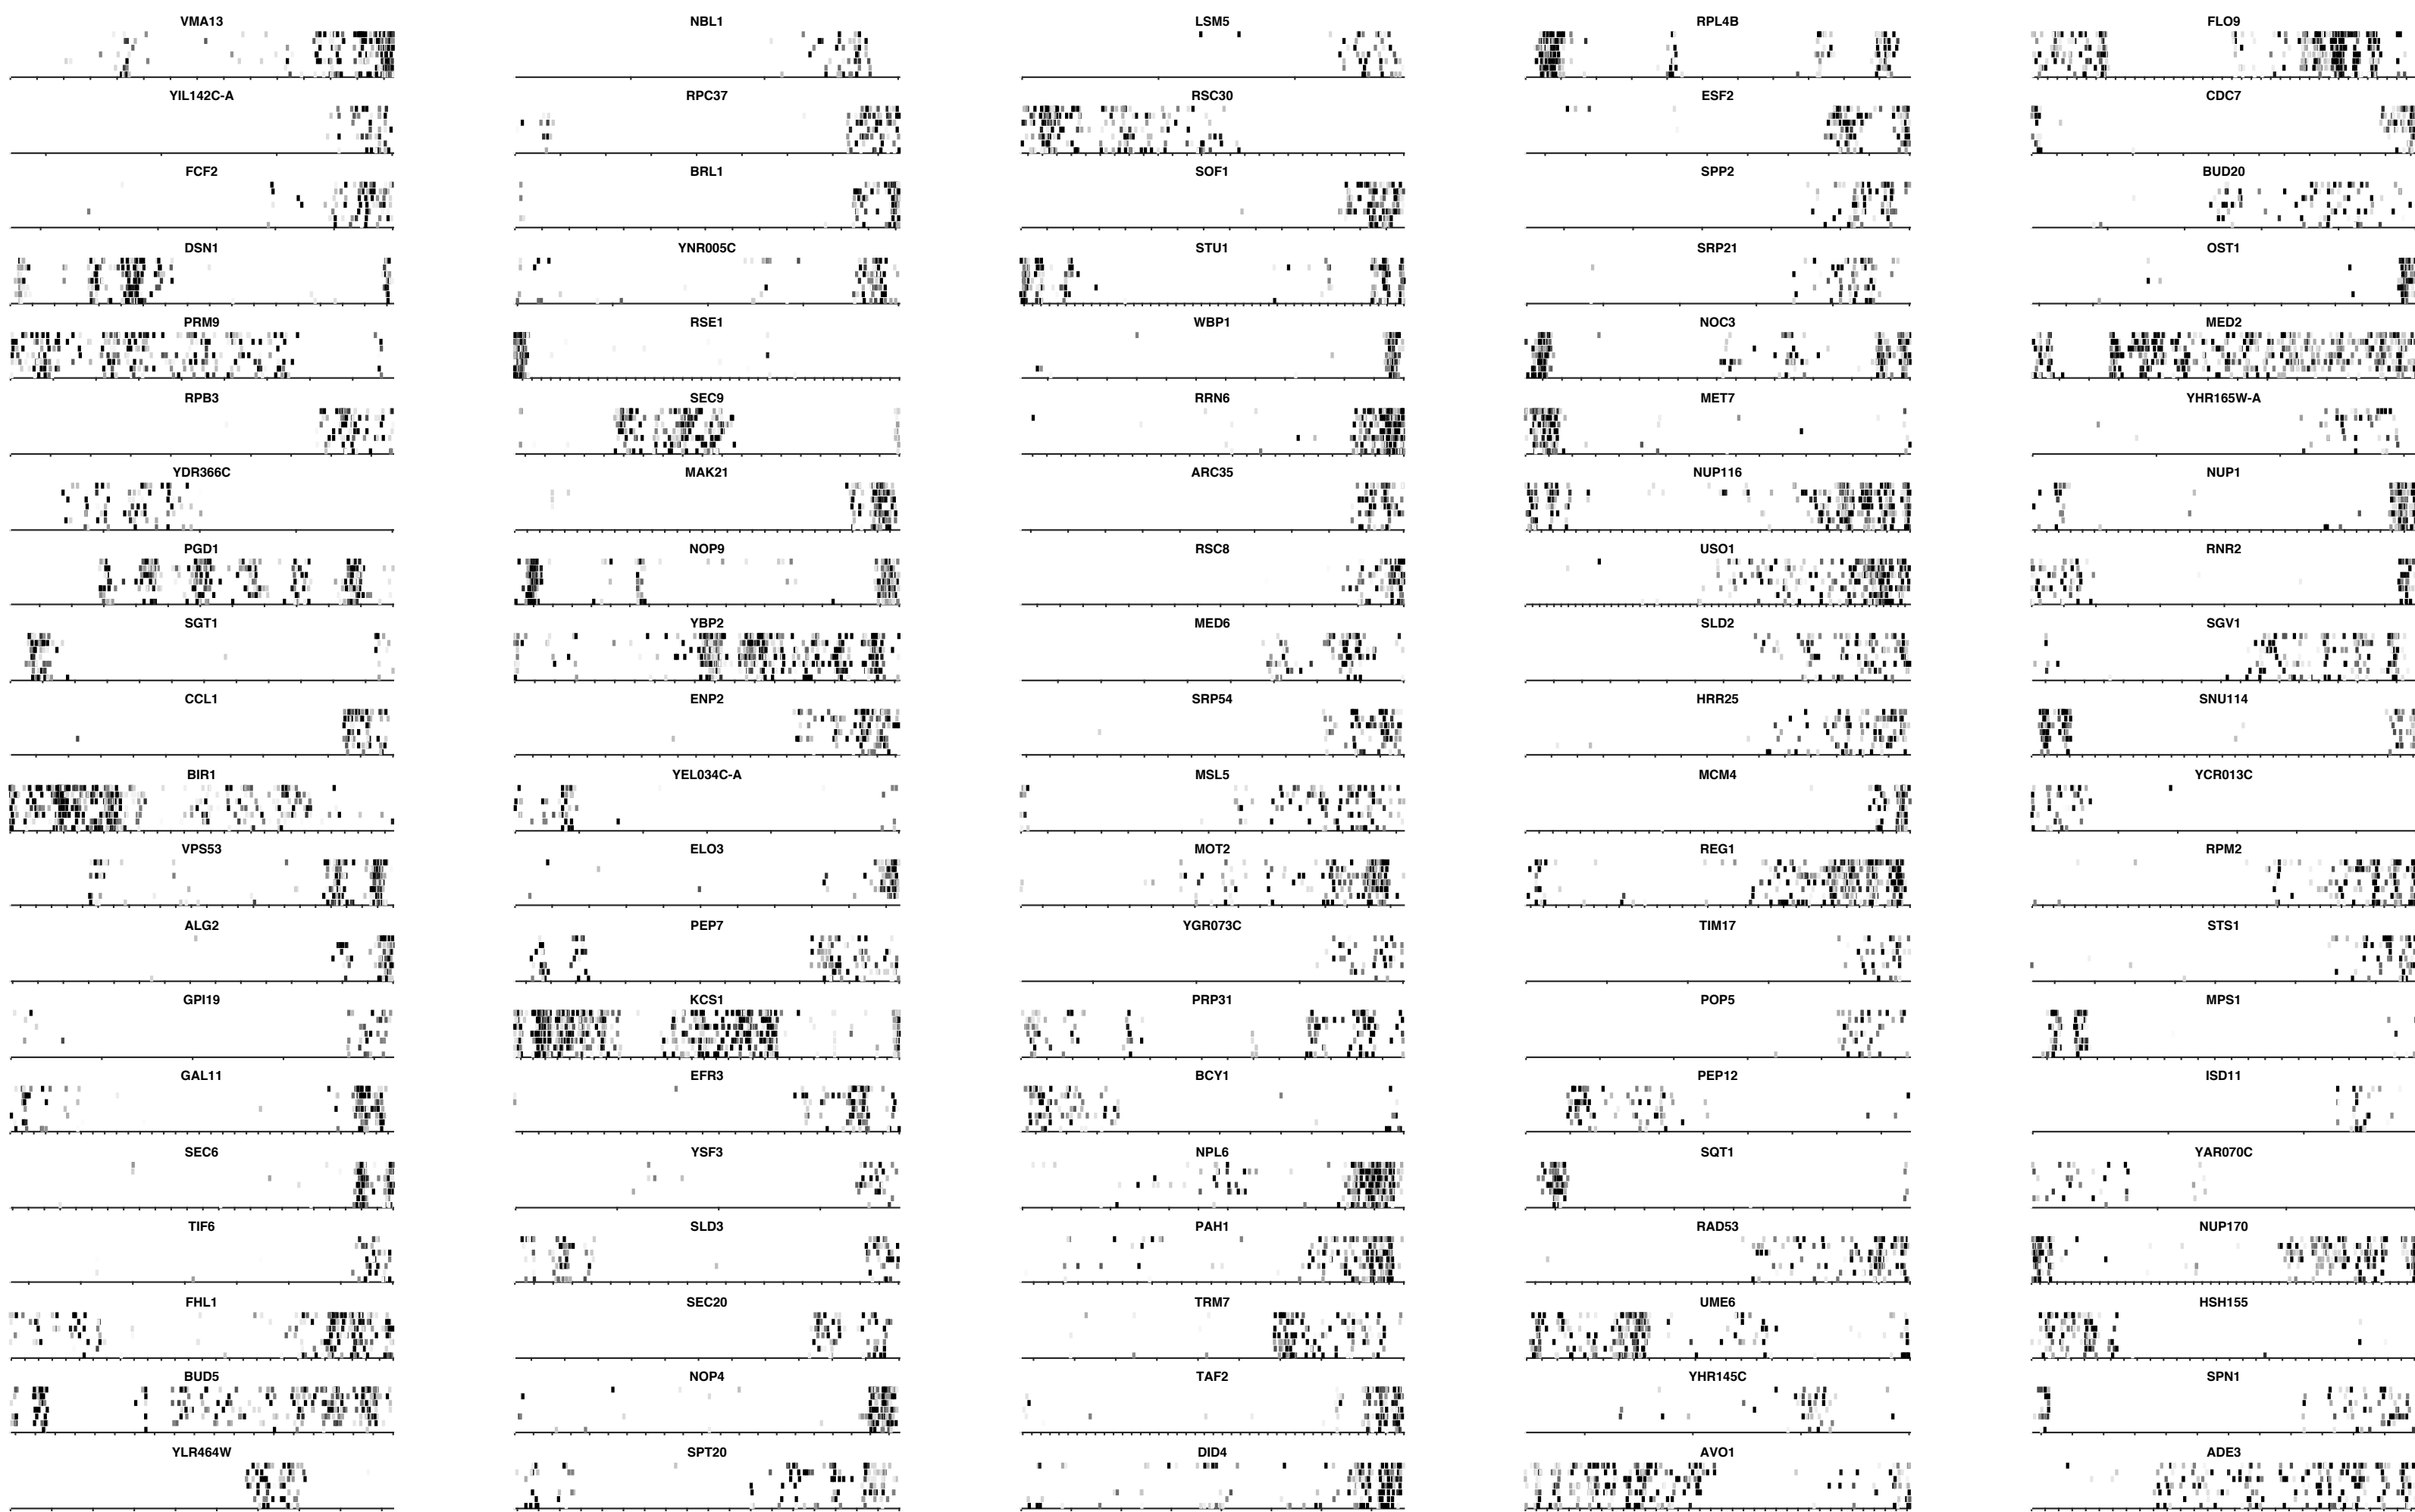 VMA13 NBL1 LSM5 RPL4B FLO9
YIL142C-A RPC37 RSC30 ESF2 CDC7
FCF2 BRL1 SOF1 SPP2 BUD20
DSN1 YNR005C STU1 SRP21 OST1
PRM9 RSE1 WBP1 NOC3 MED2
RPB3 SEC9 RRN6 MET7 YHR165W-A
YDR366C MAK21 ARC35 NUP116 NUP1
PGD1 NOP9 RSC8 USO1 RNR2
SGT1 YBP2 MED6 SLD2 SGV1
CCL1 ENP2 SRP54 HRR25 SNU114
BIR1 YEL034C-A MSL5 MCM4 YCR013C
VPS53 ELO3 MOT2 REG1 RPM2
ALG2 PEP7 YGR073C TIM17 STS1
GPI19 KCS1 PRP31 POP5 MPS1
GAL11 EFR3 BCY1 PEP12 ISD11
SEC6 YSF3 NPL6 SQT1 YAR070C
TIF6 SLD3 PAH1 RAD53 NUP170
FHL1 SEC20 TRM7 UME6 HSH155
BUD5 NOP4 TAF2 YHR145C SPN1
YLR464W SPT20 DID4 AVO1 ADE3